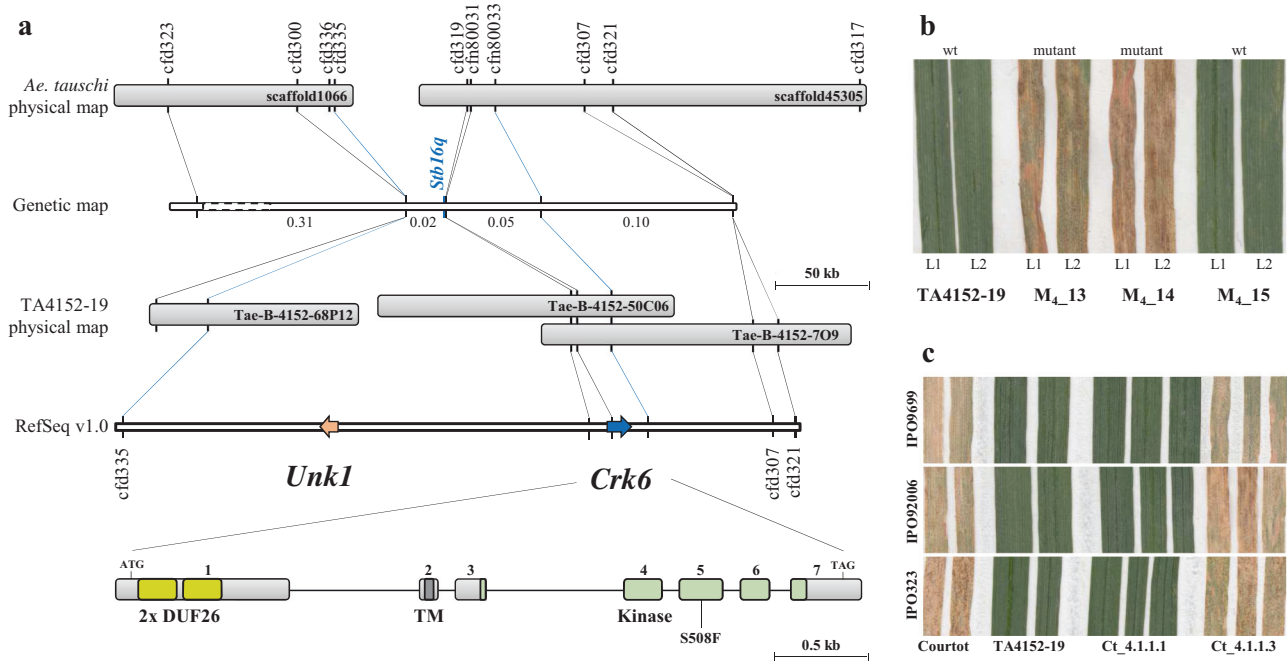 a
cfd323
cfd300
cfd336
cfd335
cfd319
cfn80031
cfn80033
cfd307
cfd321
cfd317
Ae. tauschi
physical map
scaffold1066
scaffold45305
Stb16q
Genetic map
0.31
0.02
0.05
0.10
50 kb
TA4152-19
physical map
Tae-B-4152-68P12
Tae-B-4152-50C06
Tae-B-4152-7O9
RefSeq v1.0
cfd335
Unk1
Crk6
cfd307
cfd321
ATG
1
2
3
4
5
6
7
TAG
2x DUF26
TM
Kinase
S508F
0.5 kb
b
wt
mutant
mutant
wt
L1 L2 L1 L2 L1 L2 L1 L2
TA4152-19 M4_13 M4_14 M4_15
c
IPO9699
IPO92006
IPO323
Courtot TA4152-19 Ct_4.1.1.1 Ct_4.1.1.3